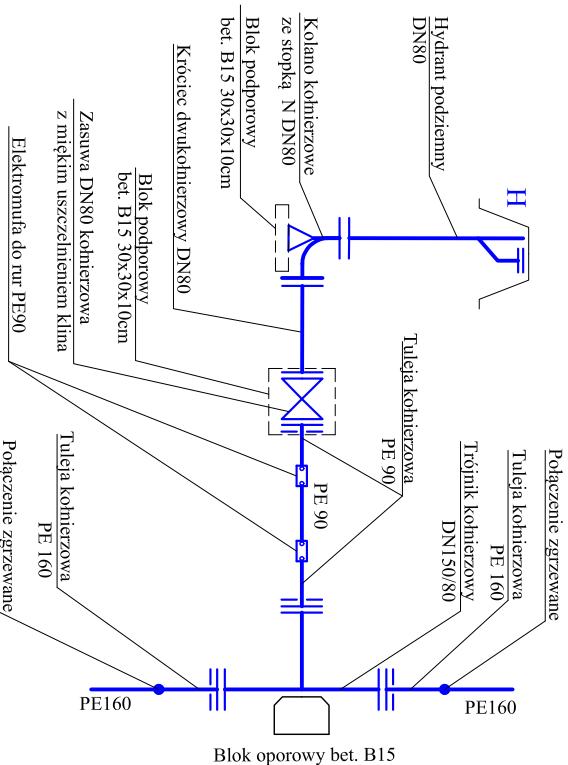 Hydrant podziemny
DN80
H
Kolano kołnierzowe
ze stopką N DN80
Blok podporowy
bet. B15 30x30x10cm
Króciec dwukołnierzowy DN80
Blok podporowy
bet. B15 30x30x10cm
Zasuwa DN80 kołnierzowa
z miękim uszczelnieniem klina
Elektromufa do rur PE90
Tuleja kołnierzowa
PE 90
PE 90
Połączenie zgrzewane
Tuleja kołnierzowa
PE 160
Trójnik kołnierzowy
DN150/80
Tuleja kołnierzowa
PE 160
Połączenie zgrzewane
PE160
PE160
Blok oporowy bet. B15